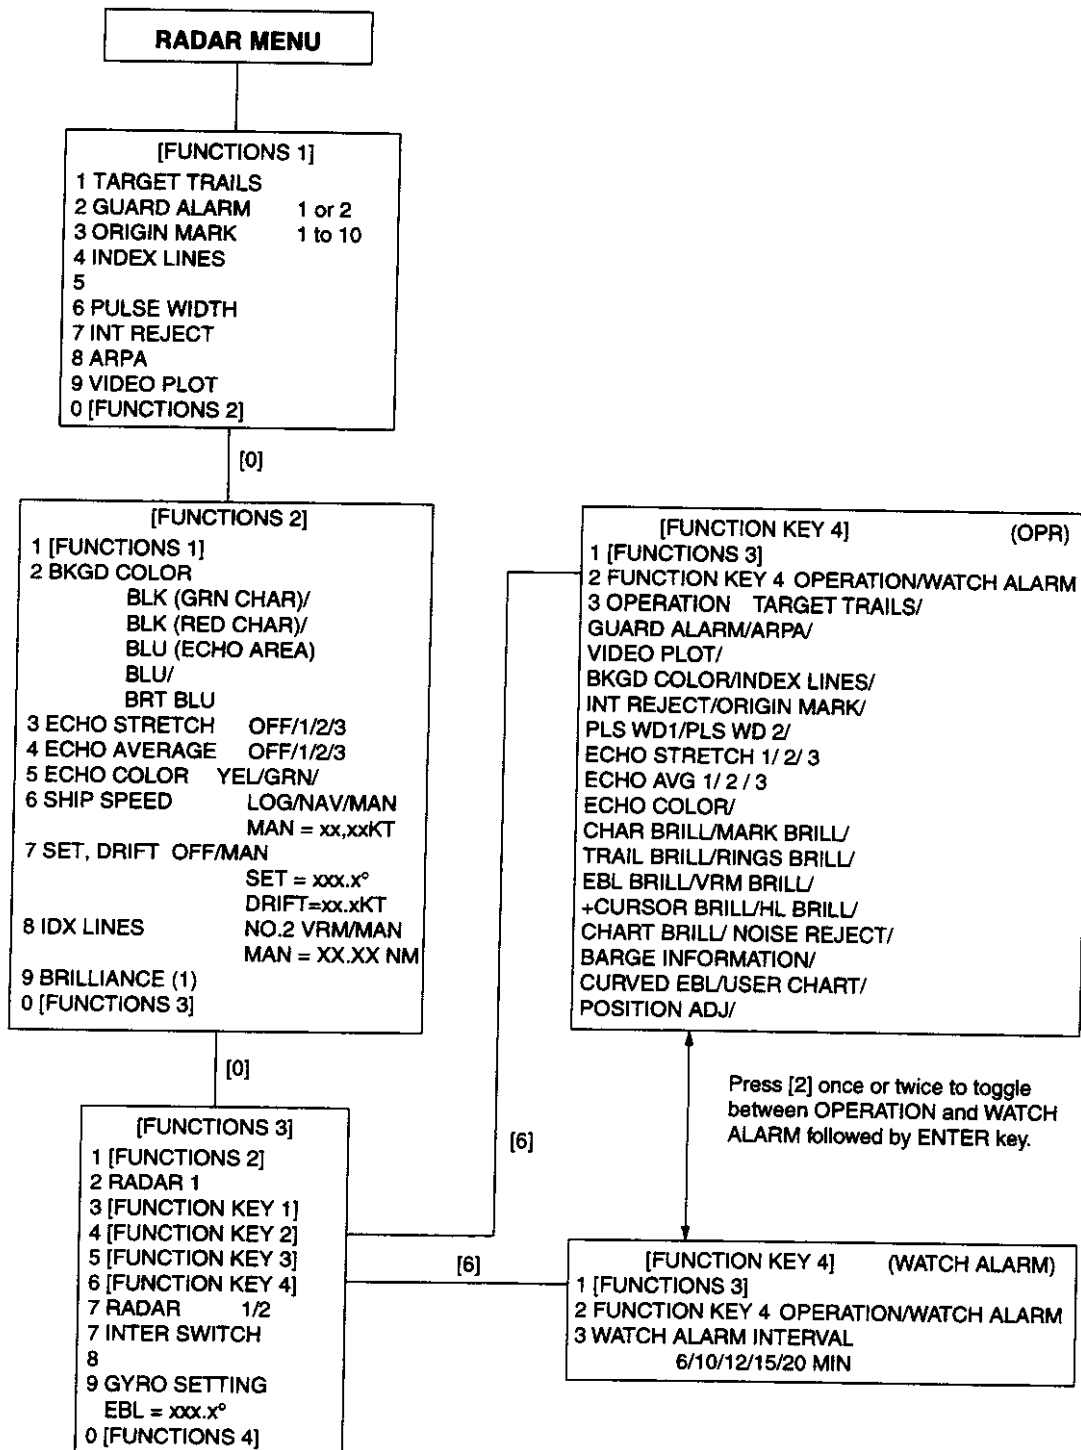 RADAR MENU
[FUNCTIONS 1]
1 TARGET TRAILS
2 GUARD ALARM 1 or 2
3 ORIGIN MARK 1 to 10
4 INDEX LINES
5
6 PULSE WIDTH
7 INT REJECT
8 ARPA
9 VIDEO PLOT
0 [FUNCTIONS 2]
[0]
[FUNCTIONS 2]
1 [FUNCTIONS 1]
2 BKGD COLOR
BLK (GRN CHAR)/
BLK (RED CHAR)/
BLU (ECHO AREA)
BLU/
BRT BLU
3 ECHO STRETCH OFF/1/2/3
4 ECHO AVERAGE OFF/1/2/3
5 ECHO COLOR YEL/GRN/
6 SHIP SPEED LOG/NAV/MAN
MAN = xx,xxKT
7 SET, DRIFT OFF/MAN
SET = xxx.x°
DRIFT=xx.xKT
8 IDX LINES NO.2 VRM/MAN
MAN = XX.XX NM
9 BRILLIANCE (1)
0 [FUNCTIONS 3]
[0]
[FUNCTIONS 3]
1 [FUNCTIONS 2]
2 RADAR 1
3 [FUNCTION KEY 1]
4 [FUNCTION KEY 2]
5 [FUNCTION KEY 3]
6 [FUNCTION KEY 4]
7 RADAR 1/2
7 INTER SWITCH
8
9 GYRO SETTING
EBL = xxx.x°
0 [FUNCTIONS 4]
[6]
[6]
[FUNCTION KEY 4] (OPR)
1 [FUNCTIONS 3]
2 FUNCTION KEY 4 OPERATION/WATCH ALARM
3 OPERATION TARGET TRAILS/
GUARD ALARM/ARPA/
VIDEO PLOT/
BKGD COLOR/INDEX LINES/
INT REJECT/ORIGIN MARK/
PLS WD1/PLS WD 2/
ECHO STRETCH 1/ 2/ 3
ECHO AVG 1/ 2 / 3
ECHO COLOR/
CHAR BRILL/MARK BRILL/
TRAIL BRILL/RINGS BRILL/
EBL BRILL/VRM BRILL/
+CURSOR BRILL/HL BRILL/
CHART BRILL/ NOISE REJECT/
BARGE INFORMATION/
CURVED EBL/USER CHART/
POSITION ADJ/
Press [2] once or twice to toggle
between OPERATION and WATCH
ALARM followed by ENTER key.
[FUNCTION KEY 4] (WATCH ALARM)
1 [FUNCTIONS 3]
2 FUNCTION KEY 4 OPERATION/WATCH ALARM
3 WATCH ALARM INTERVAL
6/10/12/15/20 MIN